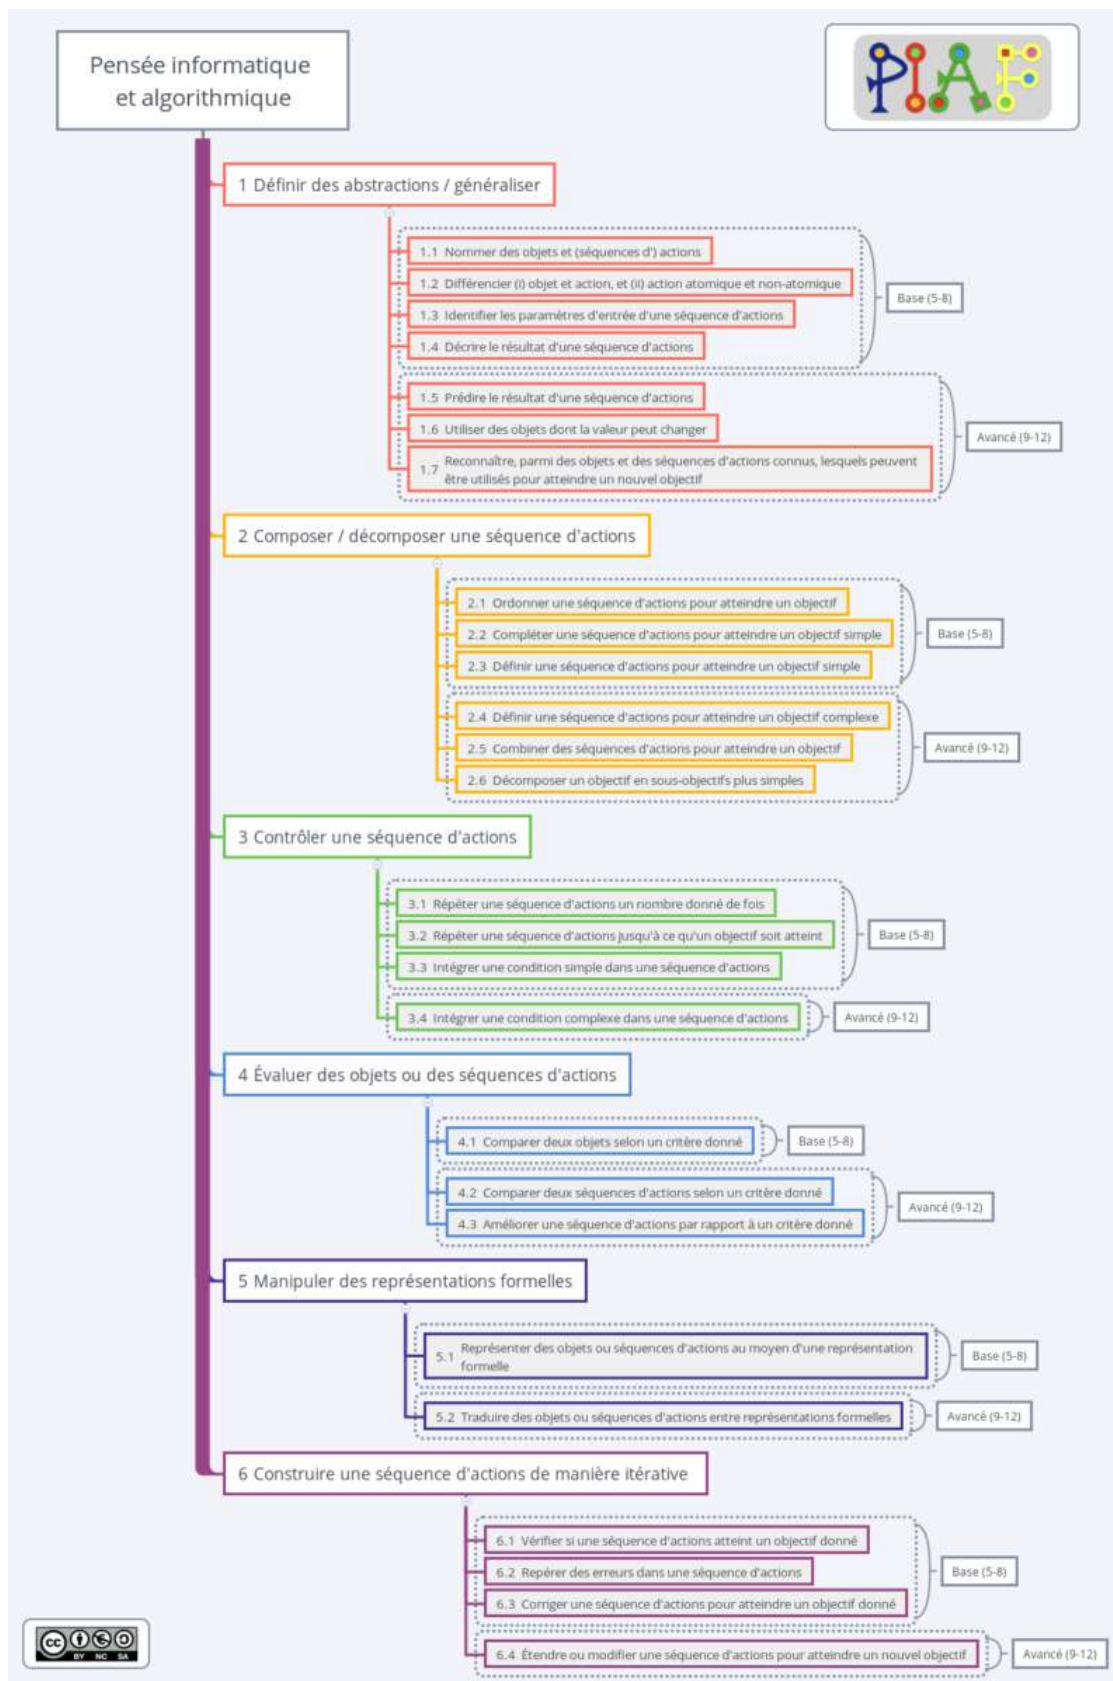 Pensée informatique
et algorithmique
PIAF
1 Définir des abstractions / généraliser
1.1 Nommer des objets et (séquences d') actions
1.2 Différencier (i) objet et action, et (ii) action atomique et non-atomique
1.3 Identifier les paramètres d'entrée d'une séquence d'actions
1.4 Décrire le résultat d'une séquence d'actions
Base (5-8)
1.5 Prédire le résultat d'une séquence d'actions
1.6 Utiliser des objets dont la valeur peut changer
1.7 Reconnaître, parmi des objets et des séquences d'actions connus, lesquels peuvent
être utilisés pour atteindre un nouvel objectif
Avancé (9-12)
2 Composer / décomposer une séquence d'actions
2.1 Ordonner une séquence d'actions pour atteindre un objectif
2.2 Compléter une séquence d'actions pour atteindre un objectif simple
2.3 Définir une séquence d'actions pour atteindre un objectif simple
Base (5-8)
2.4 Définir une séquence d'actions pour atteindre un objectif complexe
2.5 Combiner des séquences d'actions pour atteindre un objectif
2.6 Décomposer un objectif en sous-objectifs plus simples
Avancé (9-12)
3 Contrôler une séquence d'actions
3.1 Répéter une séquence d'actions un nombre donné de fois
3.2 Répéter une séquence d'actions jusqu'à ce qu'un objectif soit atteint
3.3 Intégrer une condition simple dans une séquence d'actions
Base (5-8)
3.4 Intégrer une condition complexe dans une séquence d'actions
Avancé (9-12)
4 Évaluer des objets ou des séquences d'actions
4.1 Comparer deux objets selon un critère donné
Base (5-8)
4.2 Comparer deux séquences d'actions selon un critère donné
4.3 Améliorer une séquence d'actions par rapport à un critère donné
Avancé (9-12)
5 Manipuler des représentations formelles
5.1 Représenter des objets ou séquences d'actions au moyen d'une représentation
formelle
Base (5-8)
5.2 Traduire des objets ou séquences d'actions entre représentations formelles
Avancé (9-12)
6 Construire une séquence d'actions de manière itérative
6.1 Vérifier si une séquence d'actions atteint un objectif donné
6.2 Repérer des erreurs dans une séquence d'actions
6.3 Corriger une séquence d'actions pour atteindre un objectif donné
Base (5-8)
6.4 Étendre ou modifier une séquence d'actions pour atteindre un nouvel objectif
Avancé (9-12)
cc
BY NC SA